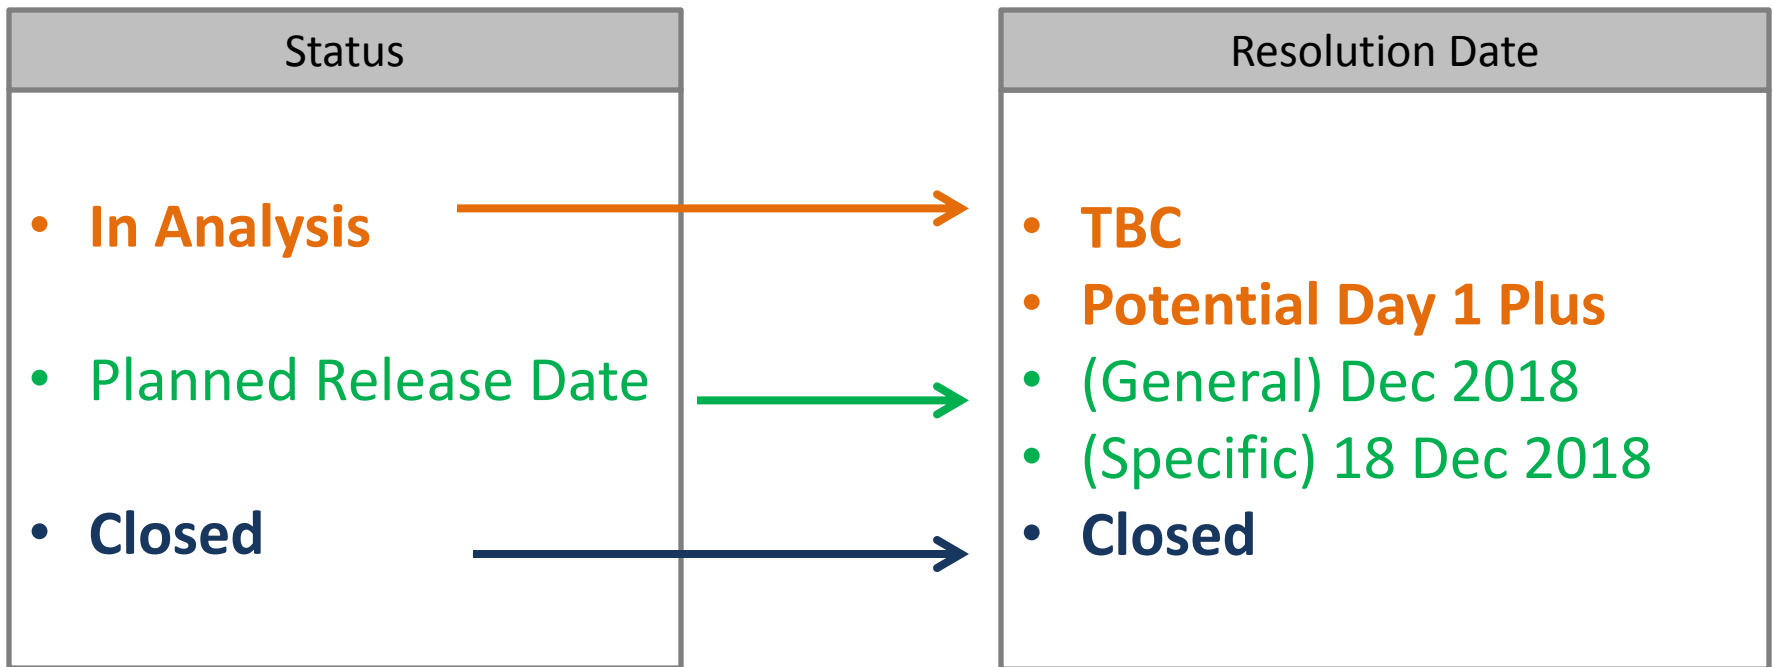 Status
• In Analysis
• Planned Release Date
• Closed
Resolution Date
• TBC
• Potential Day 1 Plus
• (General) Dec 2018
• (Specific) 18 Dec 2018
• Closed